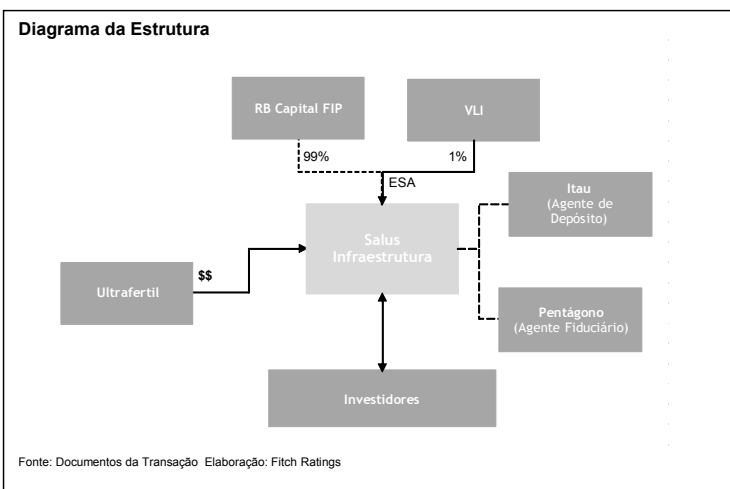 Diagrama da Estrutura
RB Capital FIP
VLI
99%
1%
ESA
Itau
(Agente de
Depósito)
Salus
Infraestrutura
$$
Ultrafertil
Pentágono
(Agente Fiduciário)
Investidores
Fonte: Documentos da Transação Elaboração: Fitch Ratings